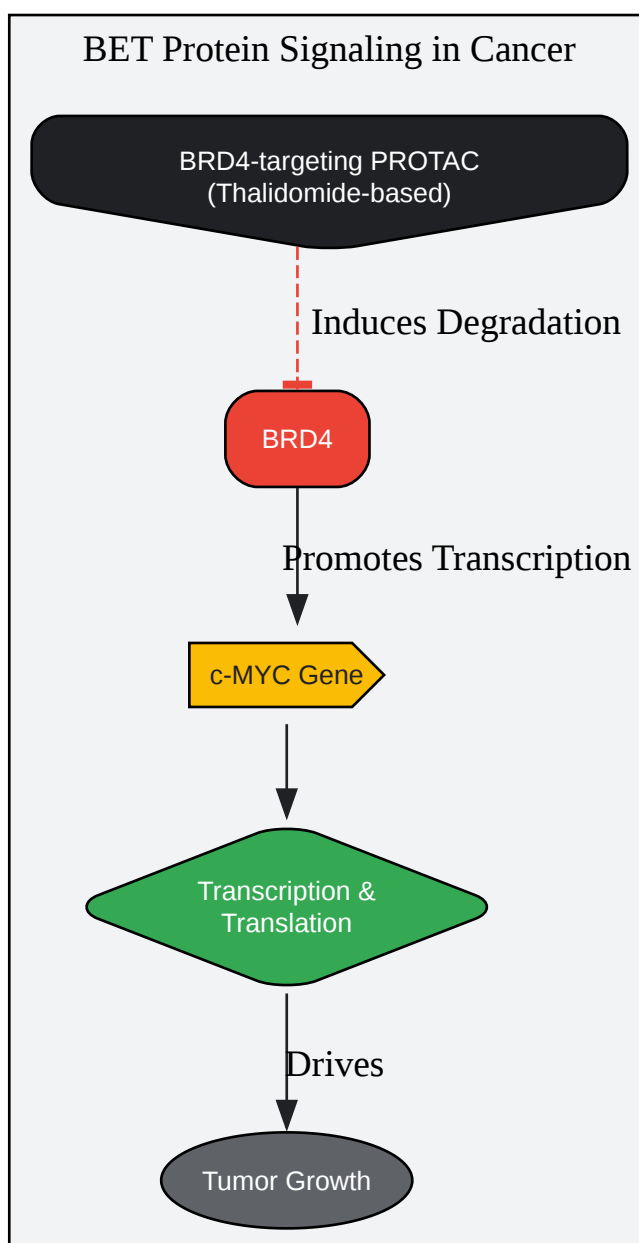 BET Protein Signaling in Cancer
BRD4-targeting PROTAC
(Thalidomide-based)
Induces Degradation
BRD4
Promotes Transcription
c-MYC Gene
Transcription &
Translation
Drives
Tumor Growth